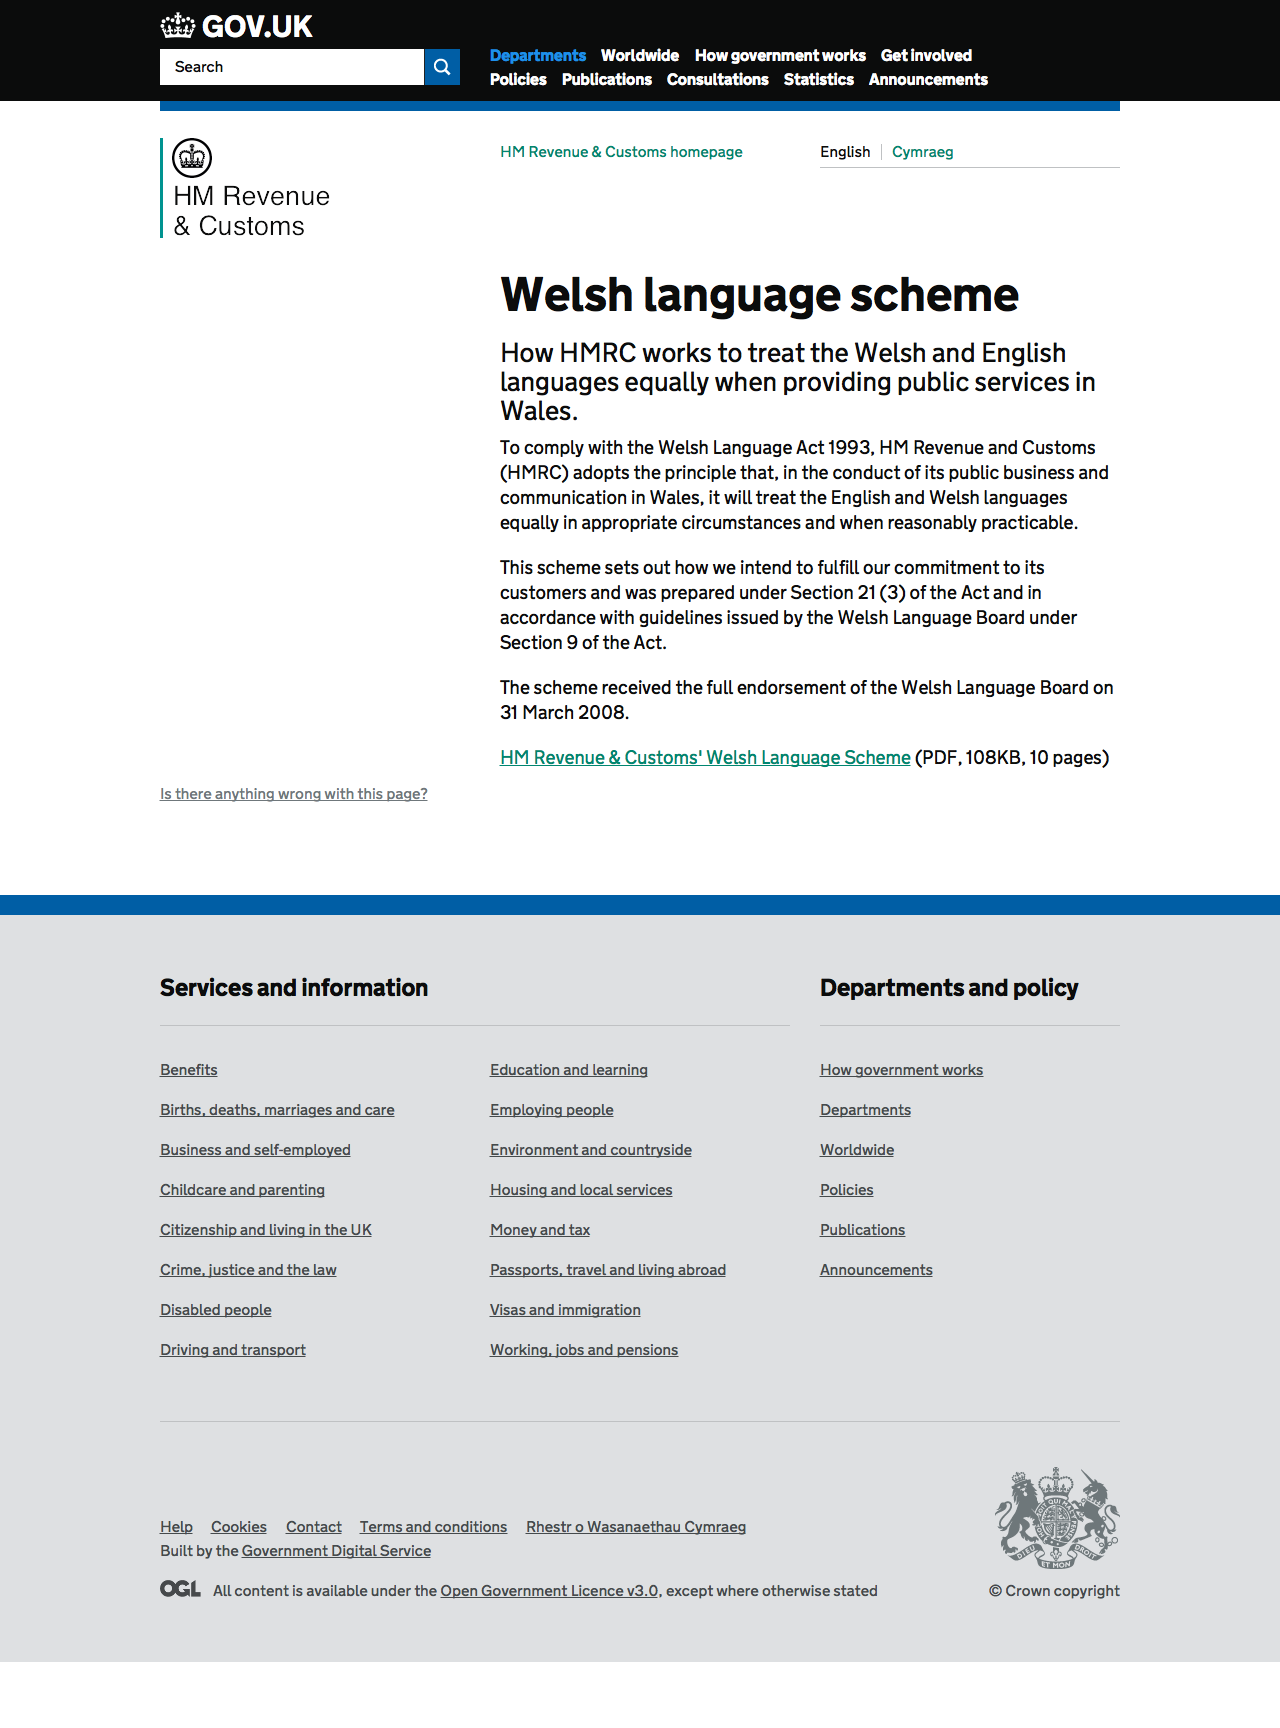 GOV.UK
Search
Departments Worldwide How government works Get involved
Policies Publications Consultations Statistics Announcements
HM Revenue
& Customs
HM Revenue & Customs homepage
English Cymraeg
Welsh language scheme
How HMRC works to treat the Welsh and English
languages equally when providing public services in
Wales.
To comply with the Welsh Language Act 1993, HM Revenue and Customs
(HMRC) adopts the principle that, in the conduct of its public business and
communication in Wales, it will treat the English and Welsh languages
equally in appropriate circumstances and when reasonably practicable.
This scheme sets out how we intend to fulfill our commitment to its
customers and was prepared under Section 21 (3) of the Act and in
accordance with guidelines issued by the Welsh Language Board under
Section 9 of the Act.
The scheme received the full endorsement of the Welsh Language Board on
31 March 2008.
HM Revenue & Customs' Welsh Language Scheme (PDF, 108KB, 10 pages)
Is there anything wrong with this page?
Services and information
Benefits
Births, deaths, marriages and care
Business and self-employed
Childcare and parenting
Citizenship and living in the UK
Crime, justice and the law
Disabled people
Driving and transport
Education and learning
Employing people
Environment and countryside
Housing and local services
Money and tax
Passports, travel and living abroad
Visas and immigration
Working, jobs and pensions
Departments and policy
How government works
Departments
Worldwide
Policies
Publications
Announcements
Help Cookies Contact Terms and conditions Rhestr o Wasanaethau Cymraeg
Built by the Government Digital Service
OGL All content is available under the Open Government Licence v3.0, except where otherwise stated
DIEU ET MON DROIT
© Crown copyright